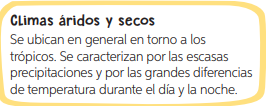 Climas áridos y secos
Se ubican en general en torno a los
trópicos. Se caracterizan por las escasas
precipitaciones y por las grandes diferencias
de temperatura durante el día y la noche.